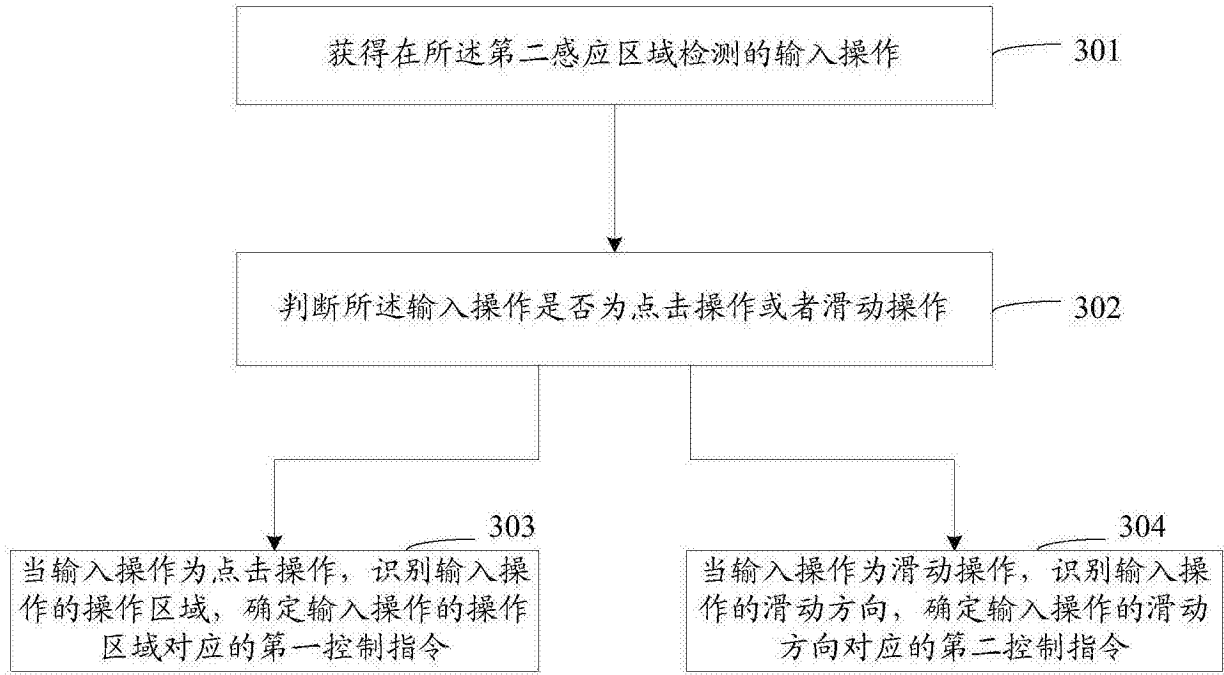 获得在所述第二感应区域检测的输入操作
301
判断所述输入操作是否为点击操作或者滑动操作
302
303
当输入操作为点击操作，识别输入操
作的操作区域，确定输入操作的操作
区域对应的第一控制指令
304
当输入操作为滑动操作，识别输入操
作的滑动方向，确定输入操作的滑动
方向对应的第二控制指令